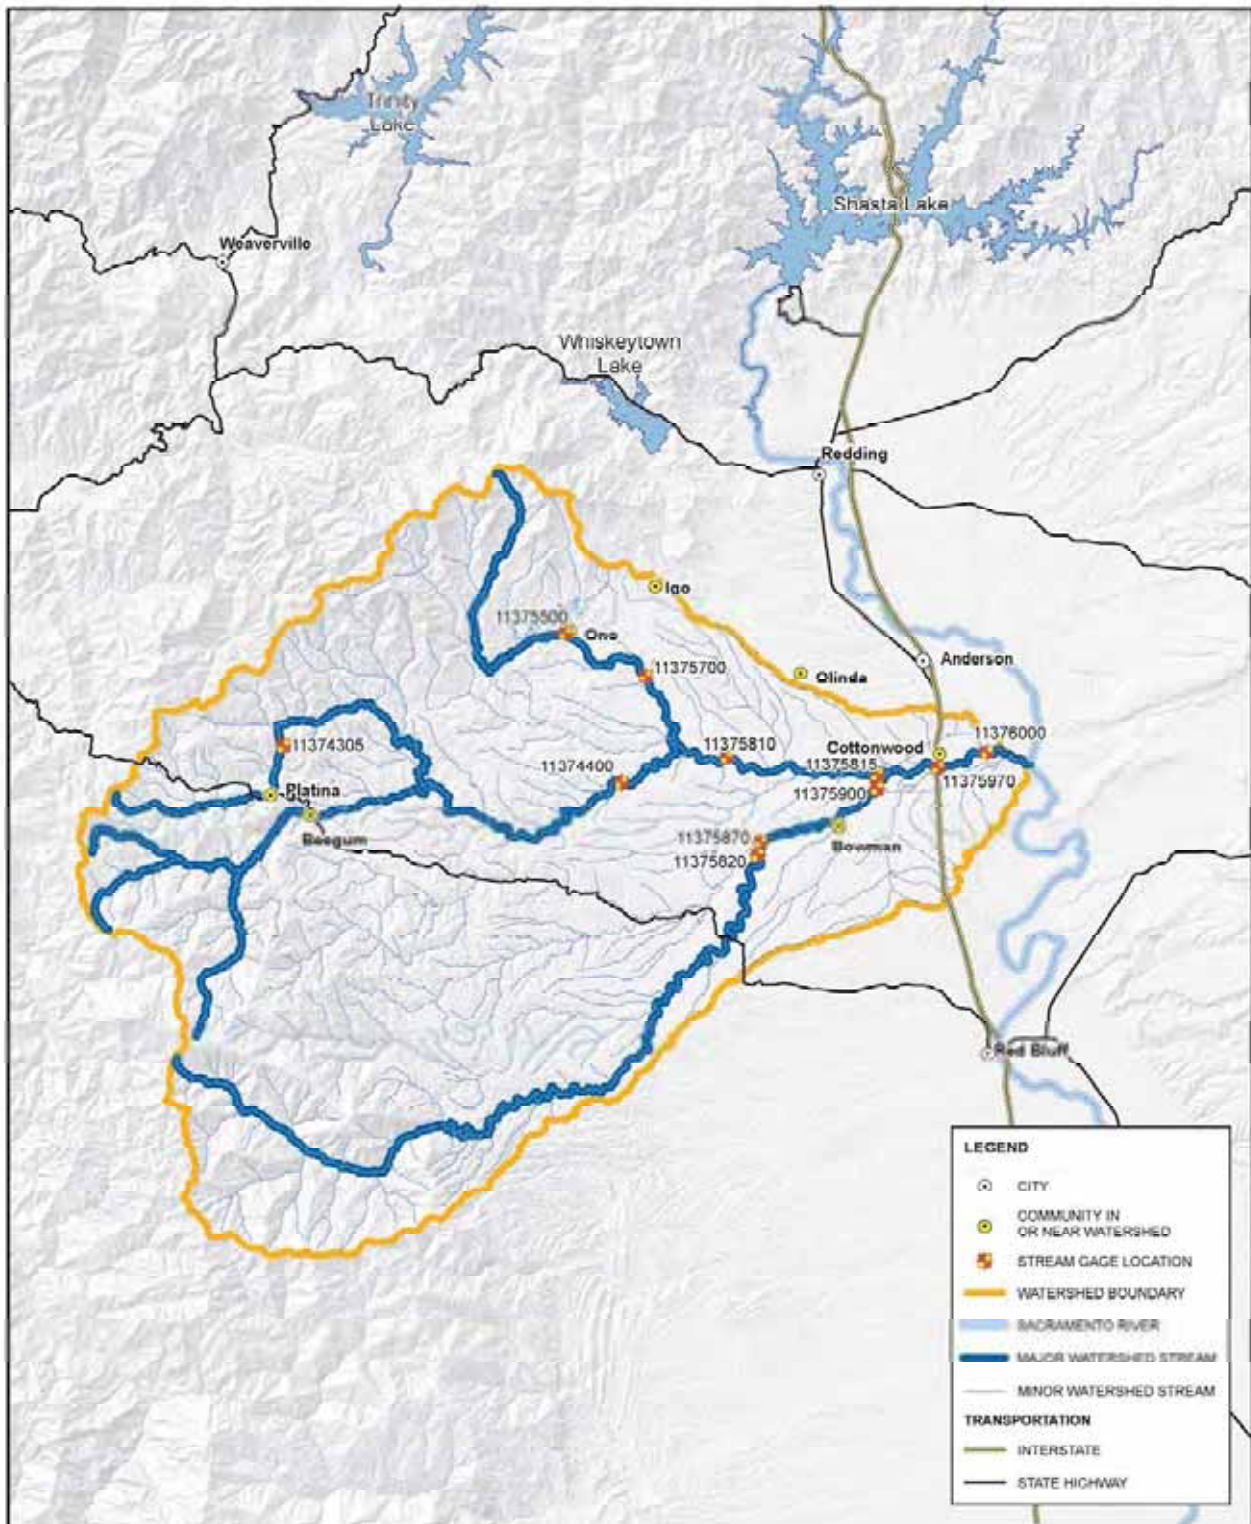 Trinity
Lake
Shasta Lake
Weaverville
Whiskeytown
Lake
Redding
Igo
11375500
Ono
11375700
Anderson
Olinda
11374305
11375810
Cottonwood
11376000
11374400
11375815
11375970
Platina
11375900
Beegum
11375870
Bowman
11375820
Red Bluff
LEGEND
CITY
COMMUNITY IN
OR NEAR WATERSHED
STREAM GAGE LOCATION
WATERSHED BOUNDARY
SACRAMENTO RIVER
MAJOR WATERSHED STREAM
MINOR WATERSHED STREAM
TRANSPORTATION
INTERSTATE
STATE HIGHWAY